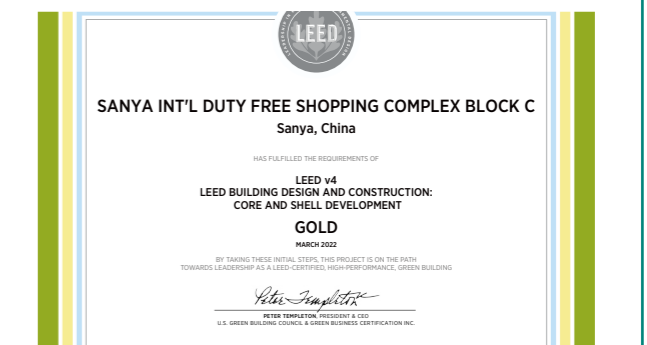 LEED
SANYA INT'L DUTY FREE SHOPPING COMPLEX BLOCK C
Sanya, China
HAS FULFILLED THE REQUIREMENTS OF
LEED v4
LEED BUILDING DESIGN AND CONSTRUCTION:
CORE AND SHELL DEVELOPMENT
GOLD
MARCH 2022
BY TAKING THESE INITIAL STEPS, THIS PROJECT IS ON THE PATH
TOWARDS LEADERSHIP AS A LEED-CERTIFIED, HIGH-PERFORMANCE, GREEN BUILDING
Peter Templeton
PETER TEMPLETON, PRESIDENT & CEO
U.S. GREEN BUILDING COUNCIL & GREEN BUSINESS CERTIFICATION INC.